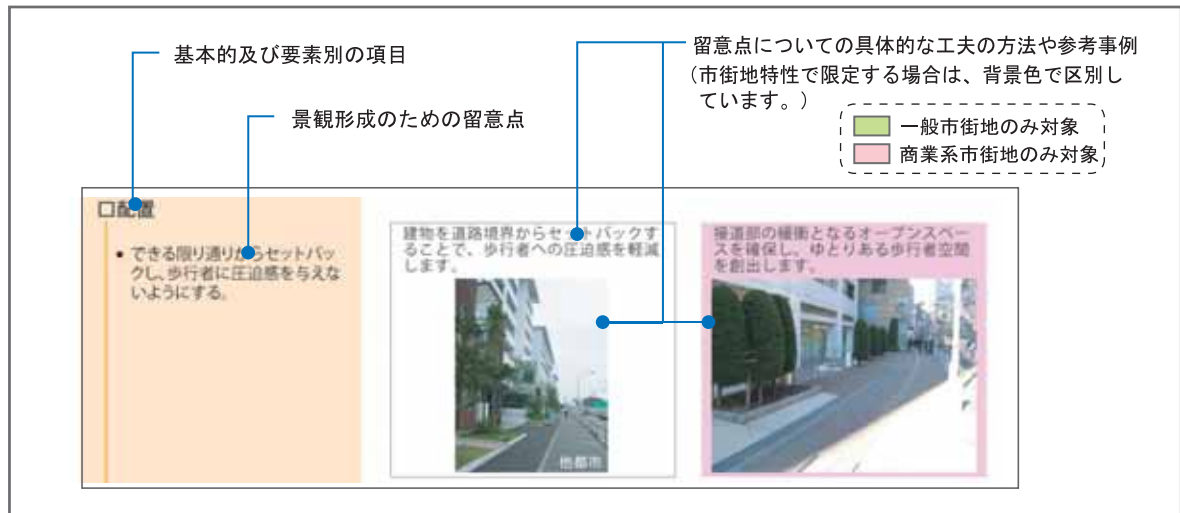 基本的及び要素別の項目
景観形成のための留意点
留意点についての具体的な工夫の方法や参考事例
（市街地特性で限定する場合は、背景色で区別し
ています。）
一般市街地のみ対象
商業系市街地のみ対象
□配置
• できる限り通りからセットバッ
クし、歩行者に圧迫感を与えな
いようにする。
建物を道路境界からセットバックす
ることで、歩行者への圧迫感を軽減
します。
他都市
接道部の緩衝となるオープンスペー
スを確保し、ゆとりある歩行者空間
を創出します。